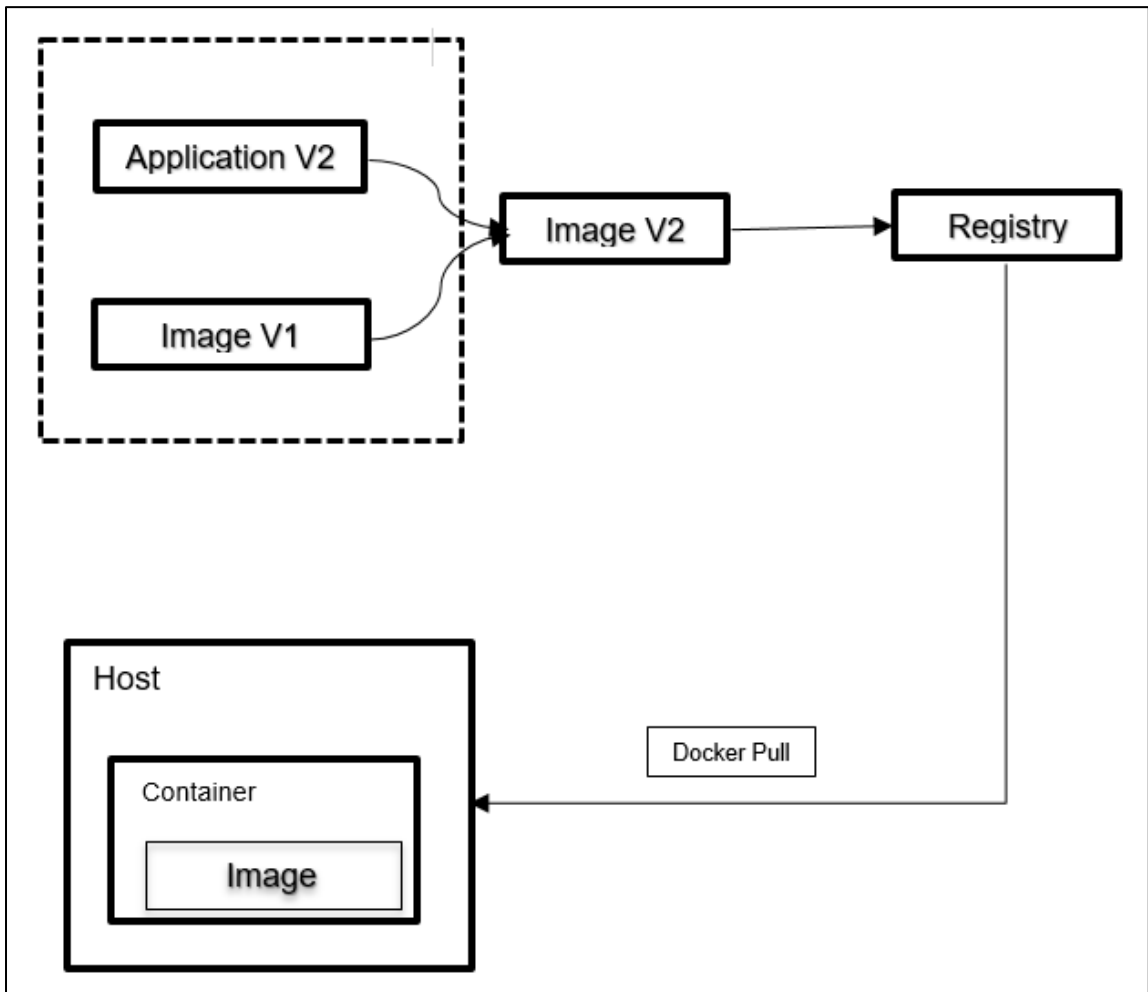 Application V2
Image V2
Registry
Image V1
Host
Docker Pull
Container
Image